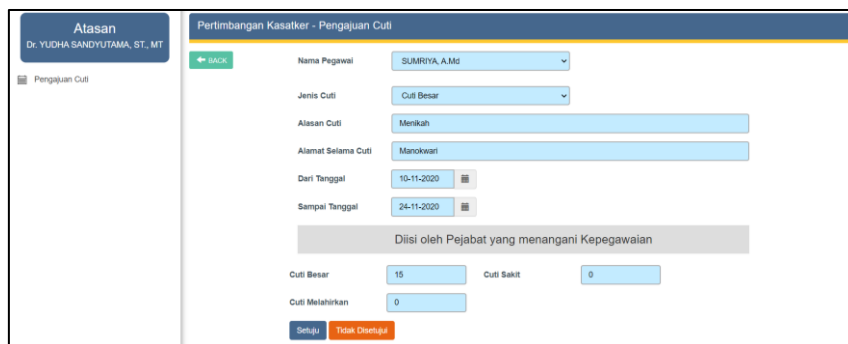 Atasan
Dr. YUDHA SANDYUTAMA, ST., MT
Pengajuan Cuti
Pertimbangan Kasatker - Pengajuan Cuti
BACK
Nama Pegawai SUMRIYA, A.Md
Jenis Cuti Cuti Besar
Alasan Cuti Menikah
Alamat Selama Cuti Manokwari
Dari Tanggal 10-11-2020
Sampai Tanggal 24-11-2020
Diisi oleh Pejabat yang menangani Kepegawaian
Cuti Besar 15 Cuti Sakit 0
Cuti Melahirkan 0
Setuju Tidak Disetujui